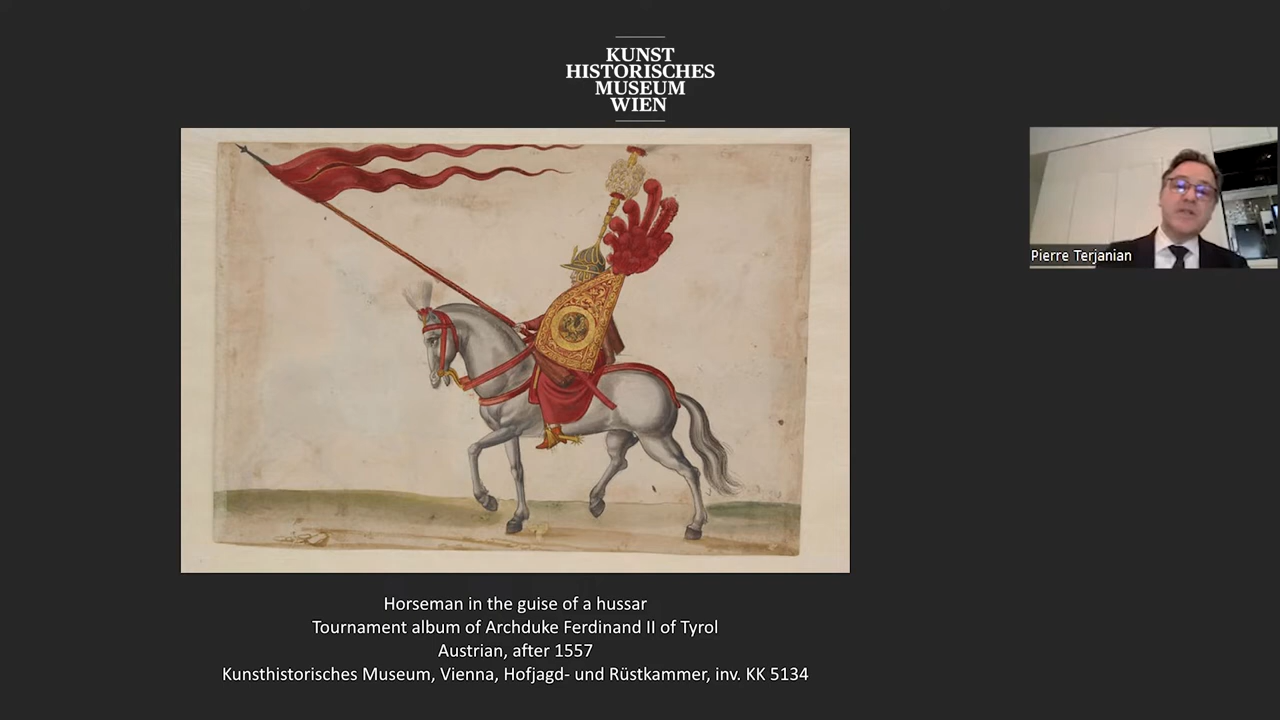 KUNST
HISTORISCHES
MUSEUM
WIEN
Pierre Terjanian
Horseman in the guise of a hussar
Tournament album of Archduke Ferdinand II of Tyrol
Austrian, after 1557
Kunsthistorisches Museum, Vienna, Hofjagd- und Rüstkammer, inv. KK 5134